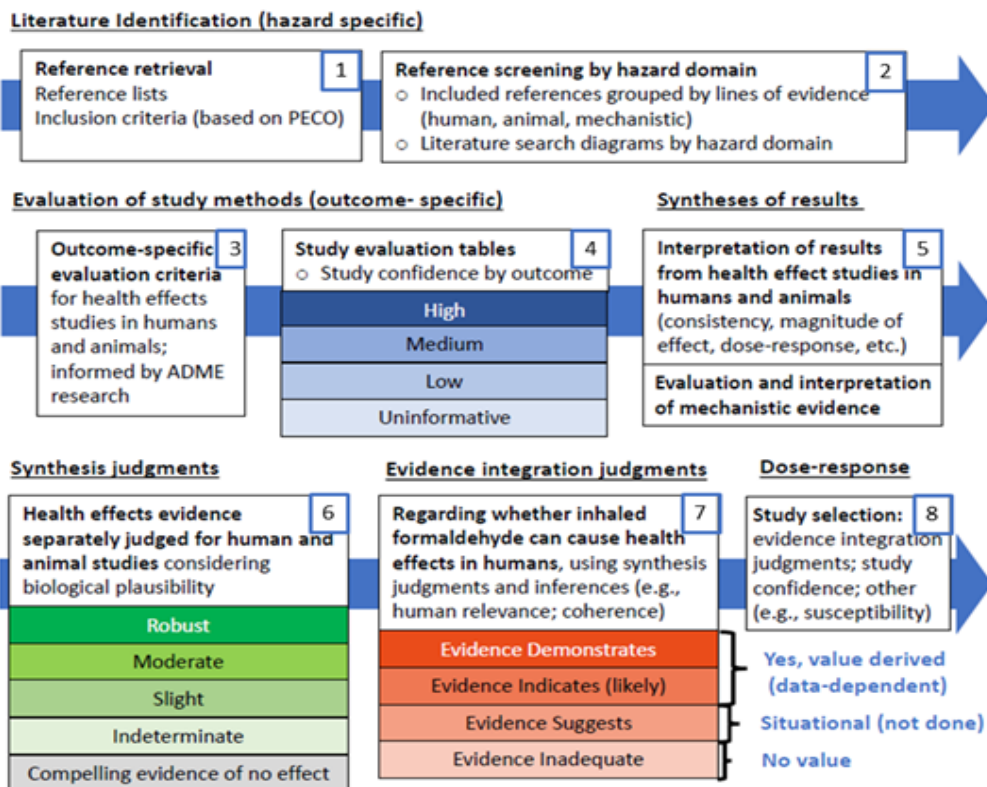 Literature Identification (hazard specific)
Reference retrieval
1
Reference lists
Inclusion criteria (based on PECO)
Reference screening by hazard domain
2
○ Included references grouped by lines of evidence
(human, animal, mechanistic)
○ Literature search diagrams by hazard domain
Evaluation of study methods (outcome- specific)
Outcome-specific
3
evaluation criteria
for health effects
studies in humans
and animals;
informed by ADME
research
Study evaluation tables
4
○ Study confidence by outcome
High
Medium
Low
Uninformative
Syntheses of results
Interpretation of results
5
from health effect studies in
humans and animals
(consistency, magnitude of
effect, dose-response, etc.)
Evaluation and interpretation
of mechanistic evidence
Synthesis judgments
Health effects evidence
6
separately judged for human and
animal studies considering
biological plausibility
Robust
Moderate
Slight
Indeterminate
Compelling evidence of no effect
Evidence integration judgments
Regarding whether inhaled
7
formaldehyde can cause health
effects in humans, using synthesis
judgments and inferences (e.g.,
human relevance; coherence)
Evidence Demonstrates
Evidence Indicates (likely)
Evidence Suggests
Evidence Inadequate
Dose-response
Study selection:
8
evidence integration
judgments; study
confidence; other
(e.g., susceptibility)
Yes, value derived
(data-dependent)
Situational (not done)
No value